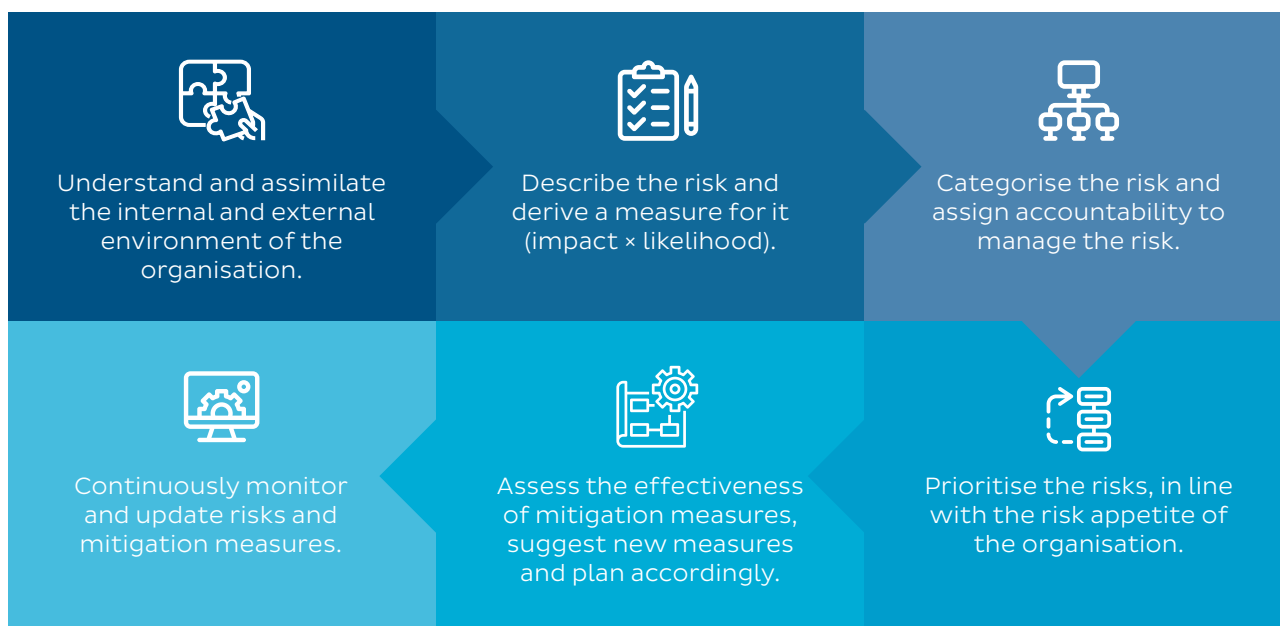 Understand and assimilate
the internal and external
environment of the
organisation.
Describe the risk and
derive a measure for it
(impact × likelihood).
Categorise the risk and
assign accountability to
manage the risk.
Prioritise the risks, in line
with the risk appetite of
the organisation.
Assess the effectiveness
of mitigation measures,
suggest new measures
and plan accordingly.
Continuously monitor
and update risks and
mitigation measures.